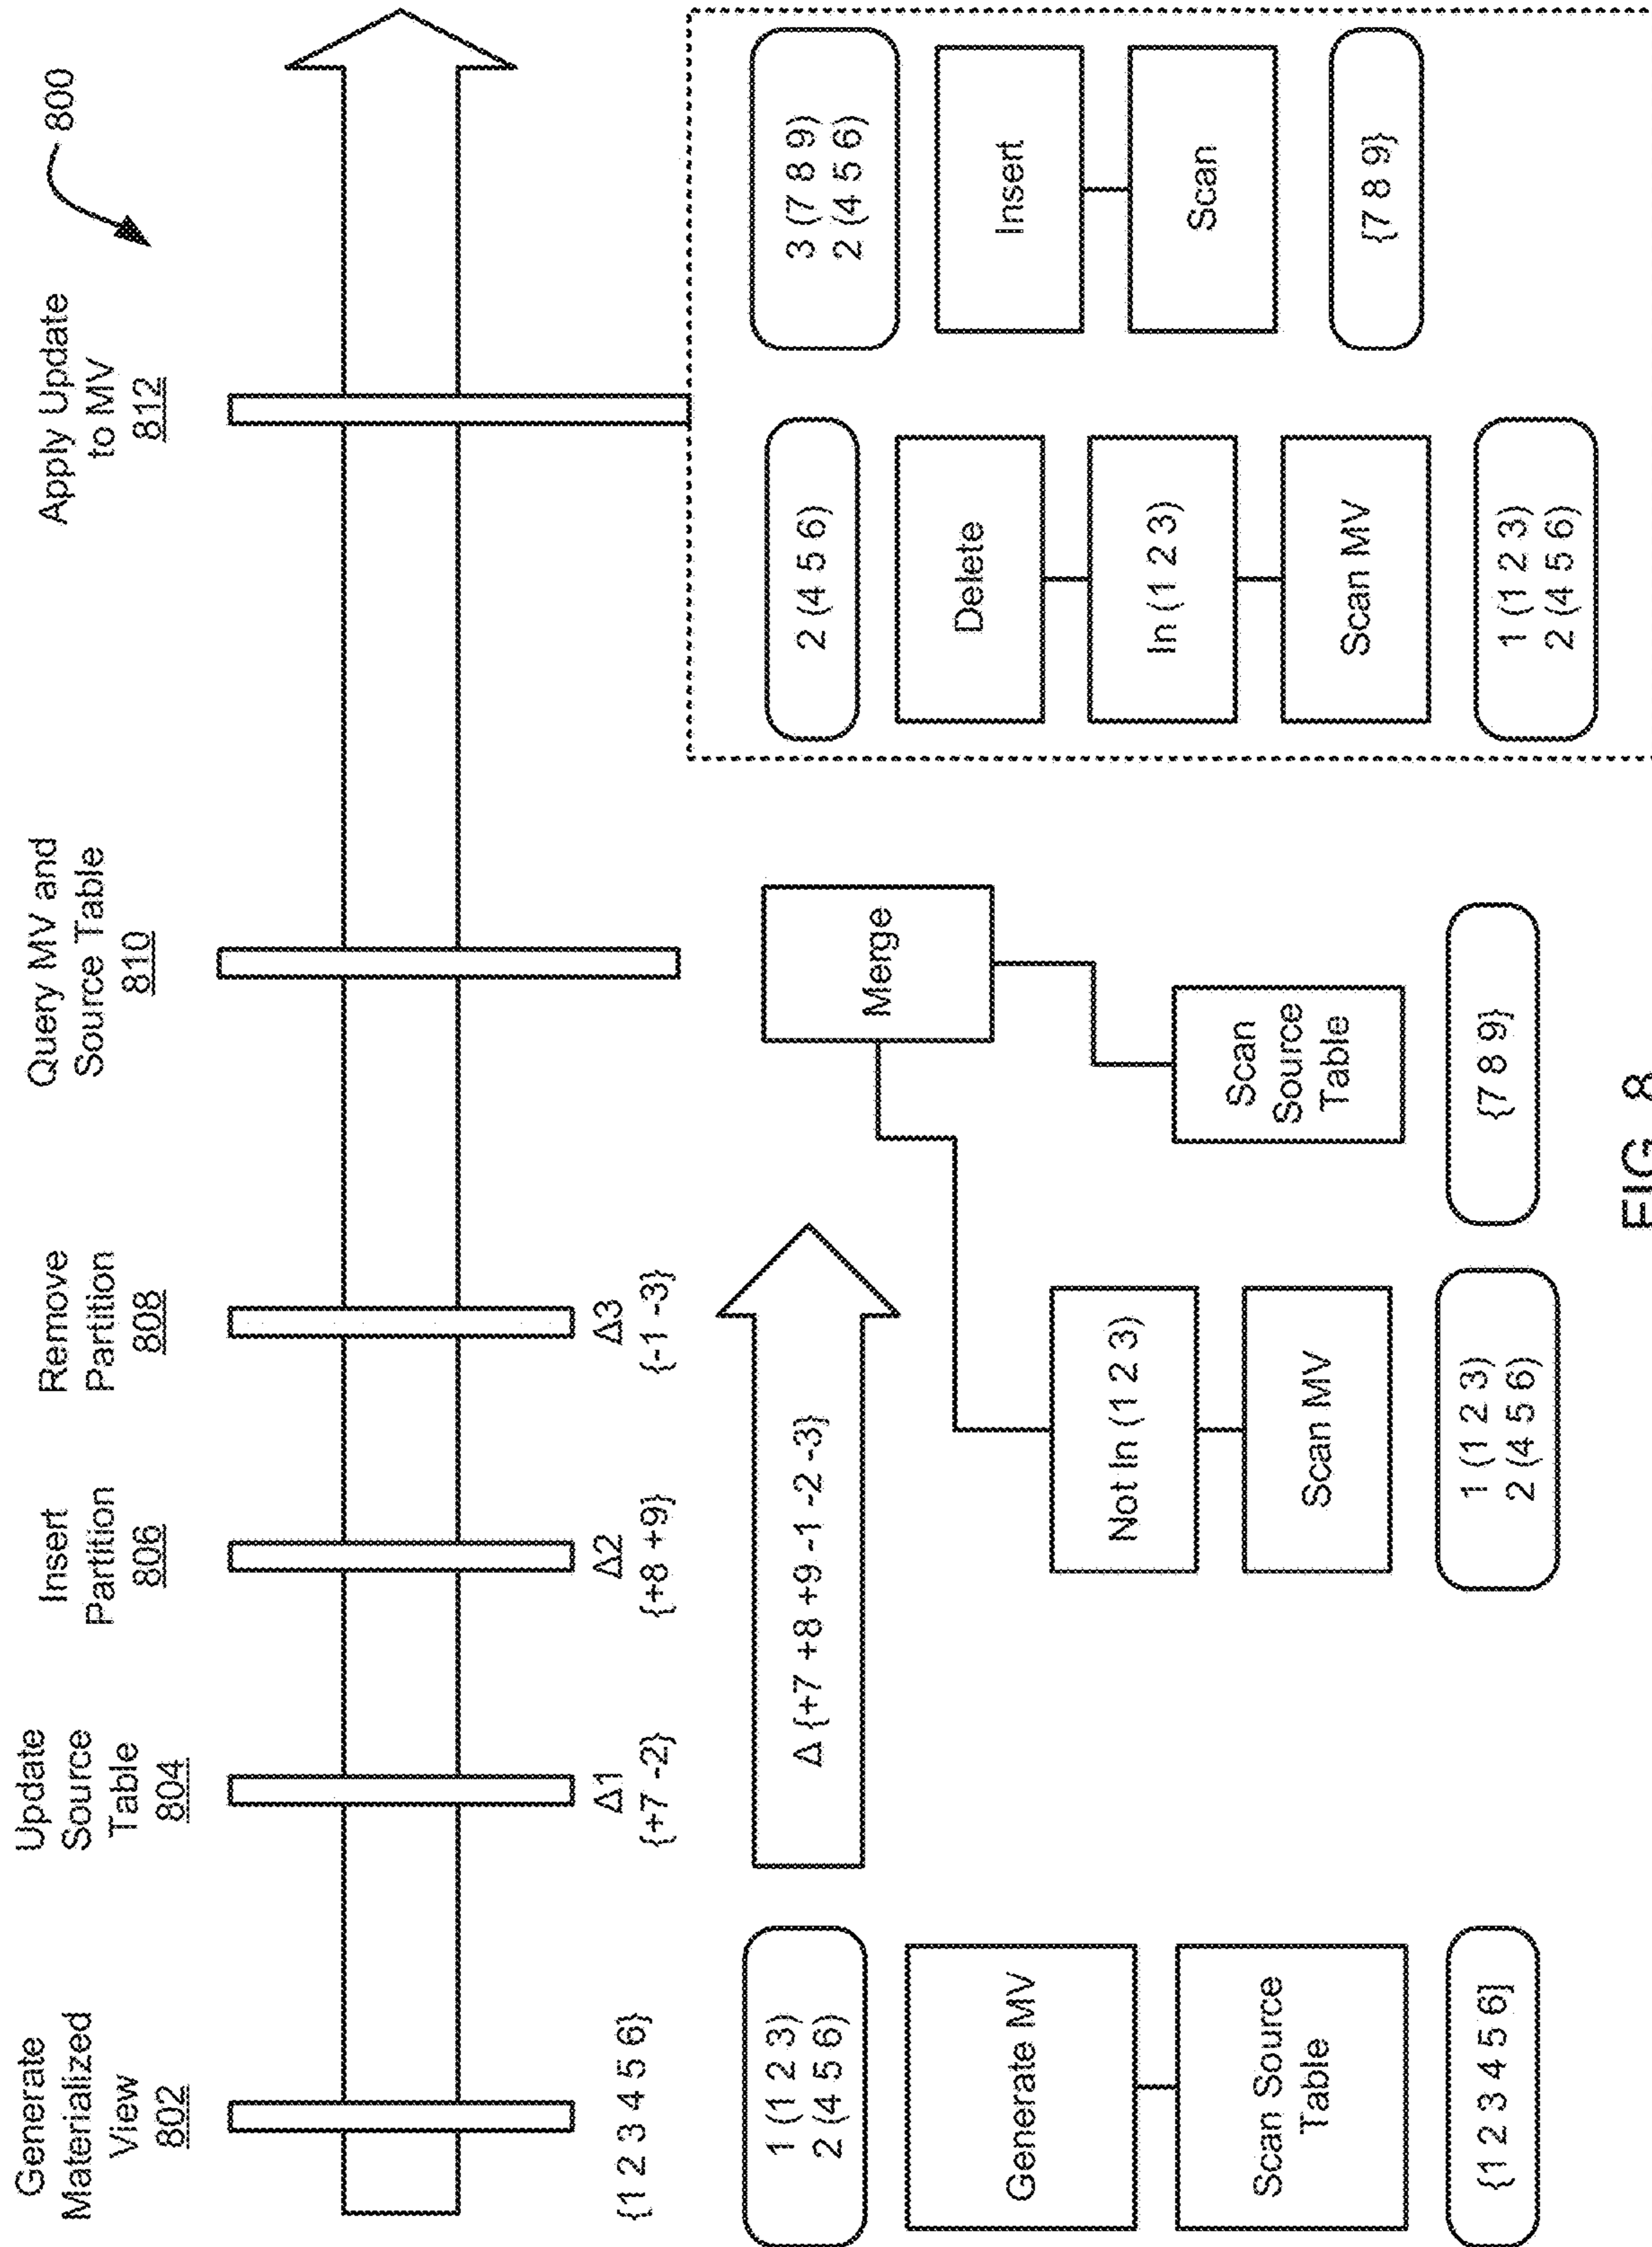 800
Generate
Materialized
View
802
Update
Source
Table
804
Insert
Partition
806
Remove
Partition
808
Query MV and
Source Table
810
Apply Update
to MV
812
{1 2 3 4 5 6}
Δ1
{+7 -2}
Δ2
{+8 +9}
Δ3
{-1 -3}
1 (1 2 3)
2 (4 5 6)
Generate MV
Scan Source
Table
{1 2 3 4 5 6]
Δ {+7 +8 +9 -1 -2 -3}
Merge
Not In (1 2 3)
Scan MV
1 (1 2 3)
2 (4 5 6)
Scan
Source
Table
{7 8 9}
2 (4 5 6)
Delete
In (1 2 3)
Scan MV
1 (1 2 3)
2 (4 5 6)
3 (7 8 9)
2 (4 5 6)
Insert
Scan
{7 8 9}
FIG. 8